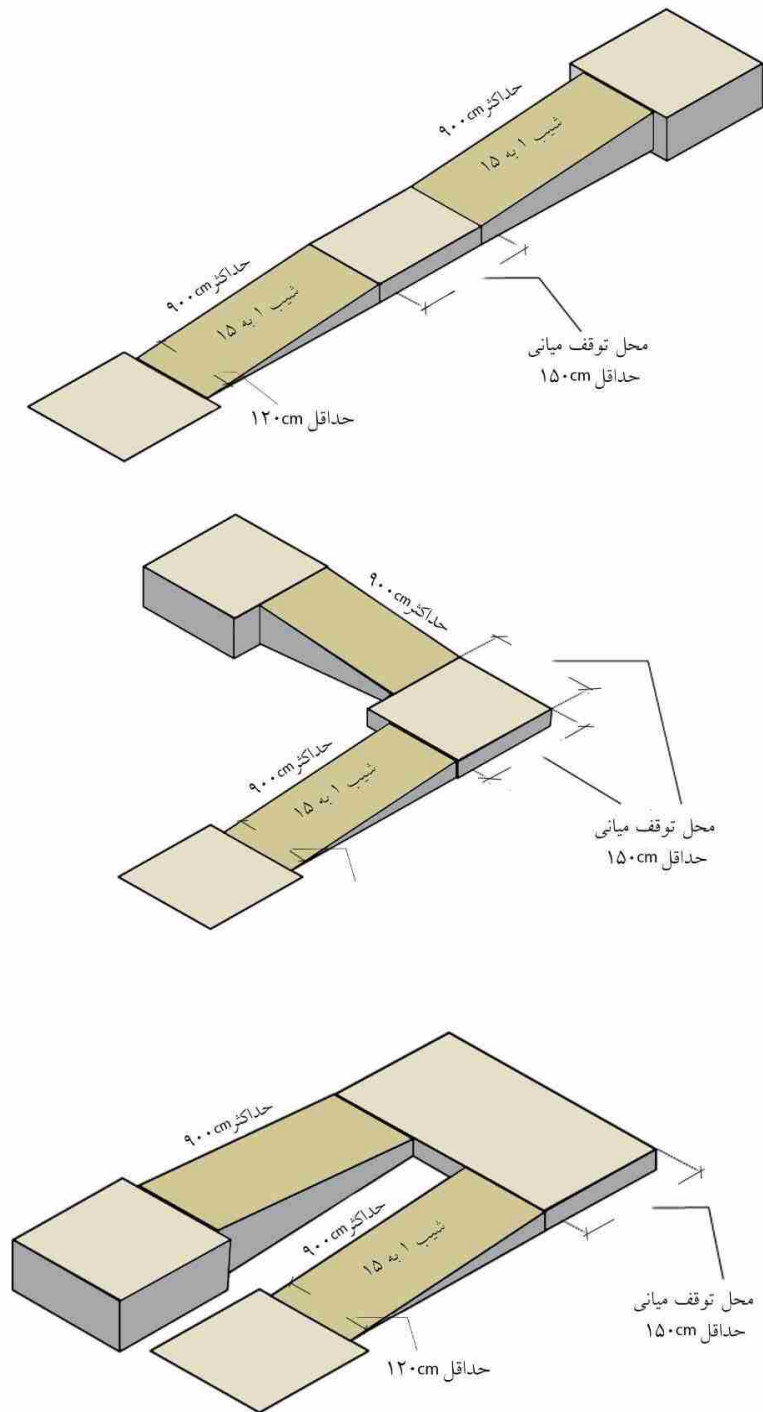 حداکثر ۹۰۰cm
شیب ۱ به ۱۵
حداکثر ۹۰۰cm
شیب ۱ به ۱۵
محل توقف میانی
حداقل ۱۵۰cm
حداقل ۱۲۰cm
حداکثر ۹۰۰cm
حداکثر ۹۰۰cm
شیب ۱ به ۱۵
محل توقف میانی
حداقل ۱۵۰cm
حداکثر ۹۰۰cm
حداکثر ۹۰۰cm
شیب ۱ به ۱۵
محل توقف میانی
حداقل ۱۵۰cm
حداقل ۱۲۰cm